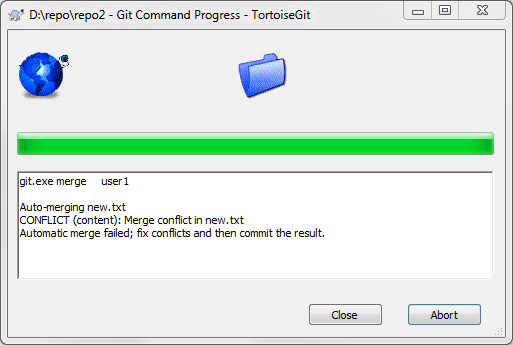 D:\repo\repo2 - Git Command Progress - TortoiseGit
git.exe merge    user1
Auto-merging new.txt
CONFLICT (content): Merge conflict in new.txt
Automatic merge failed; fix conflicts and then commit the result.
Close
Abort